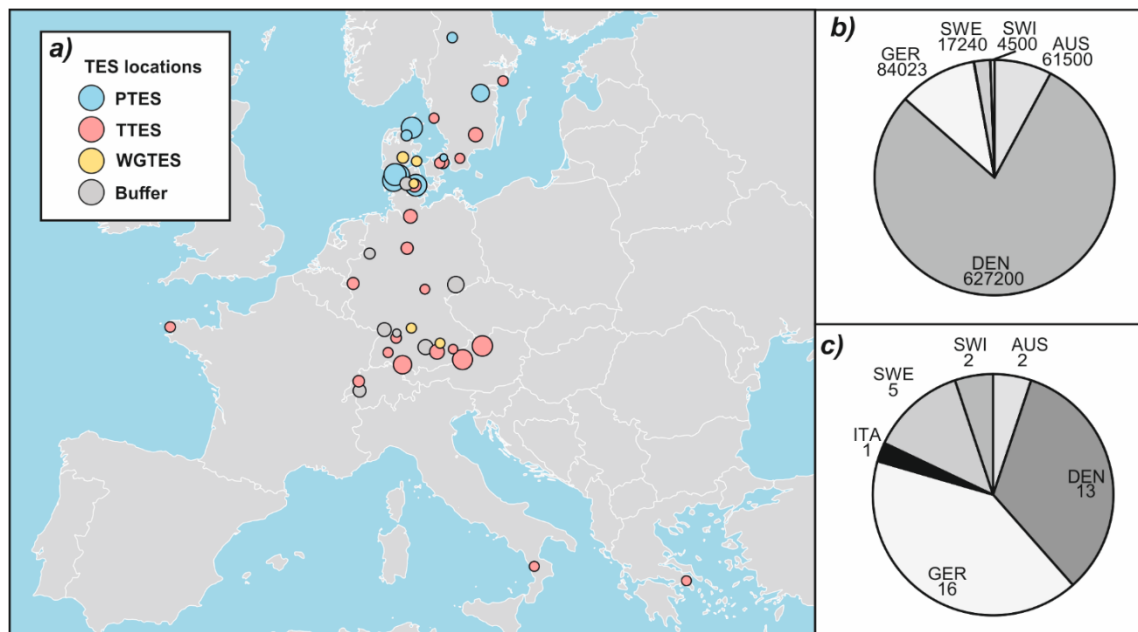 a)
TES locations
PTES
TTES
WGTES
Buffer
b)
SWE
17240
SWI
4500
AUS
61500
GER
84023
DEN
627200
c)
SWI
2
AUS
2
SWE
5
ITA
1
DEN
13
GER
16